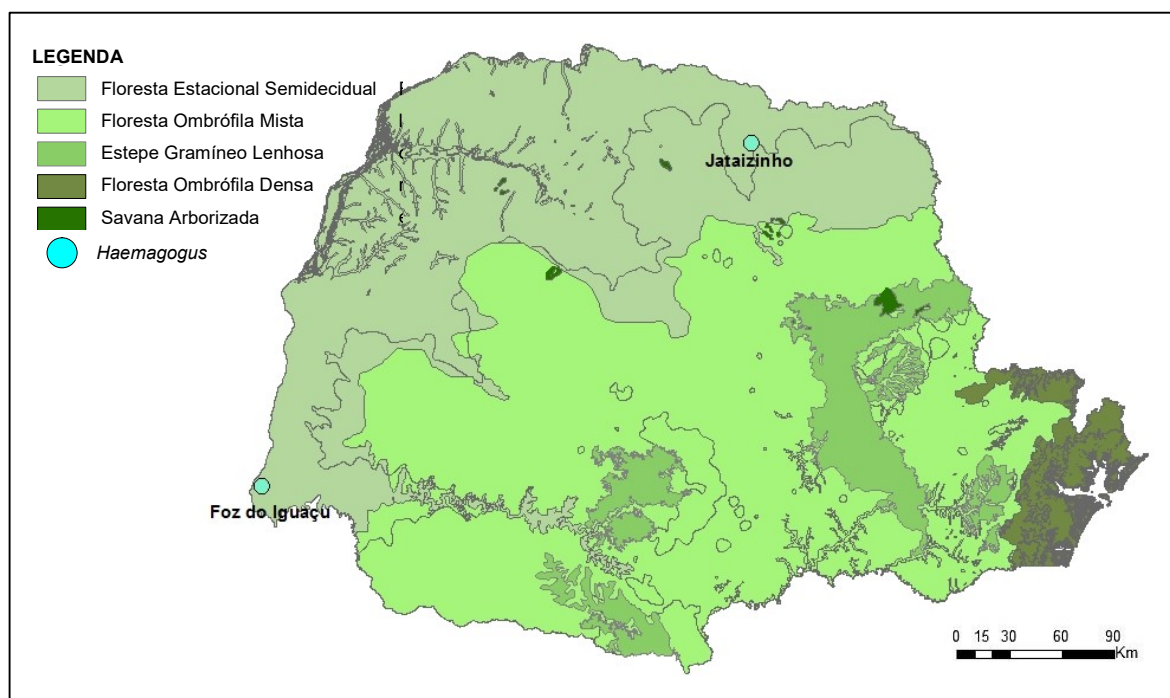 LEGENDA
Floresta Estacional Semidecidual
Floresta Ombrófila Mista
Estepe Gramíneo Lenhosa
Floresta Ombrófila Densa
Savana Arborizada
Haemagogus
Jataizinho
Foz do Iguaçu
0 15 30 60 90
Km